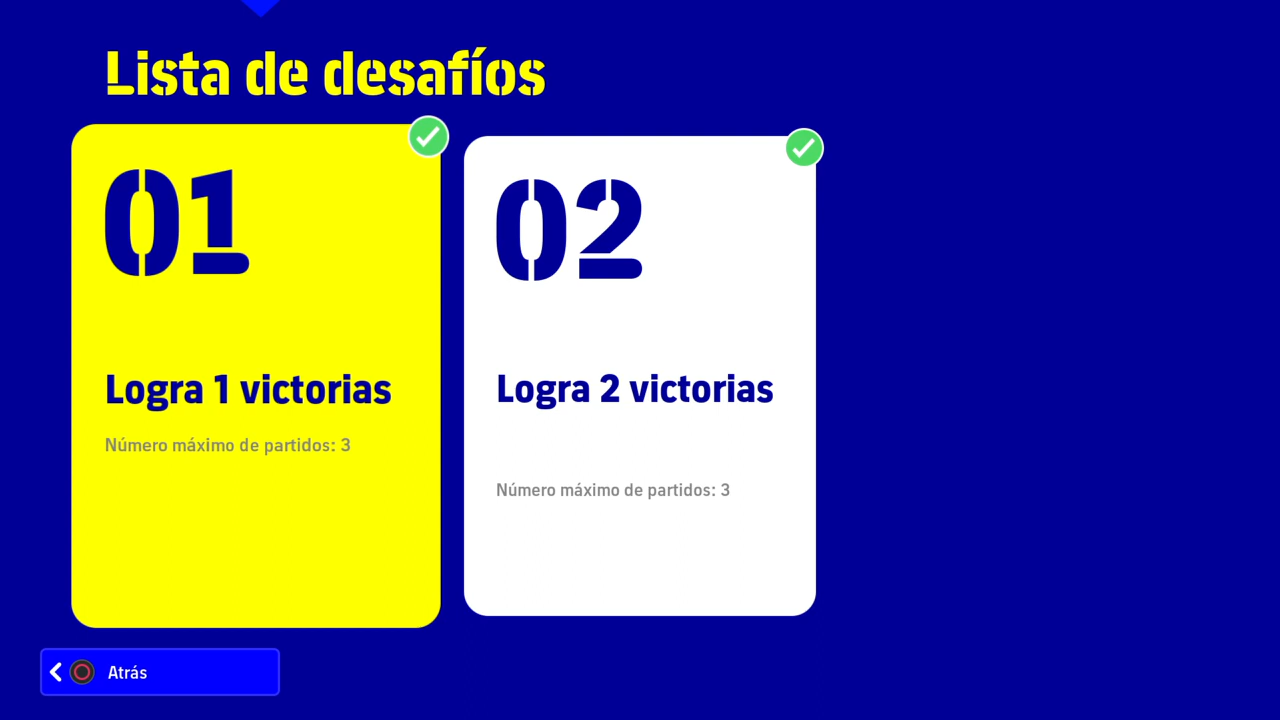 Lista de desafíos
01
Logra 1 victorias
Número máximo de partidos: 3
02
Logra 2 victorias
Número máximo de partidos: 3
Atrás